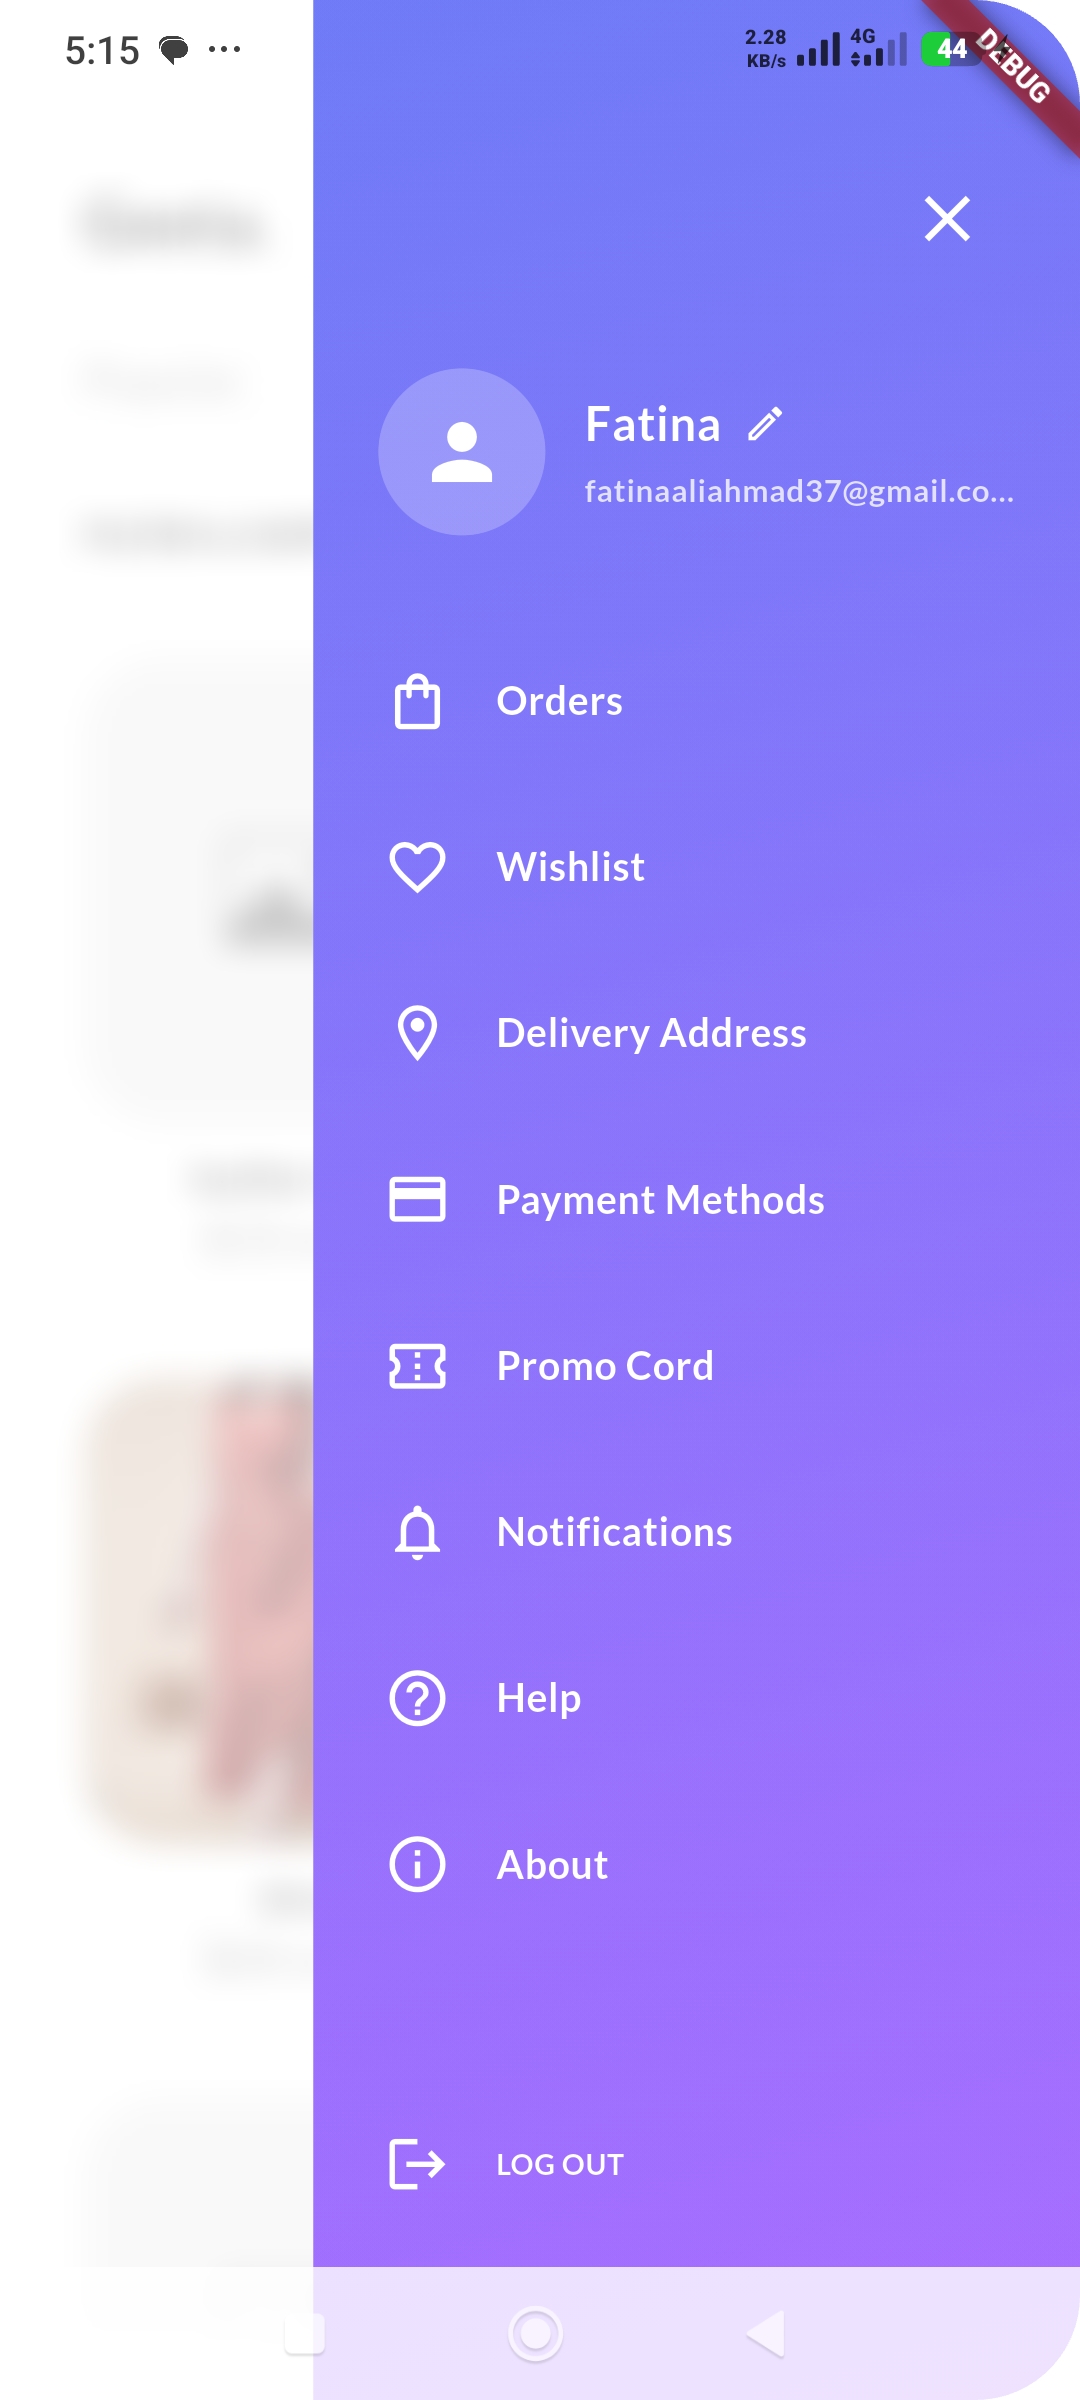 5:15
2.28
KB/s
4G
44
DEBUG
Fatina
fatinaaliahmad37@gmail.co...
Orders
Wishlist
Delivery Address
Payment Methods
Promo Cord
Notifications
Help
About
LOG OUT